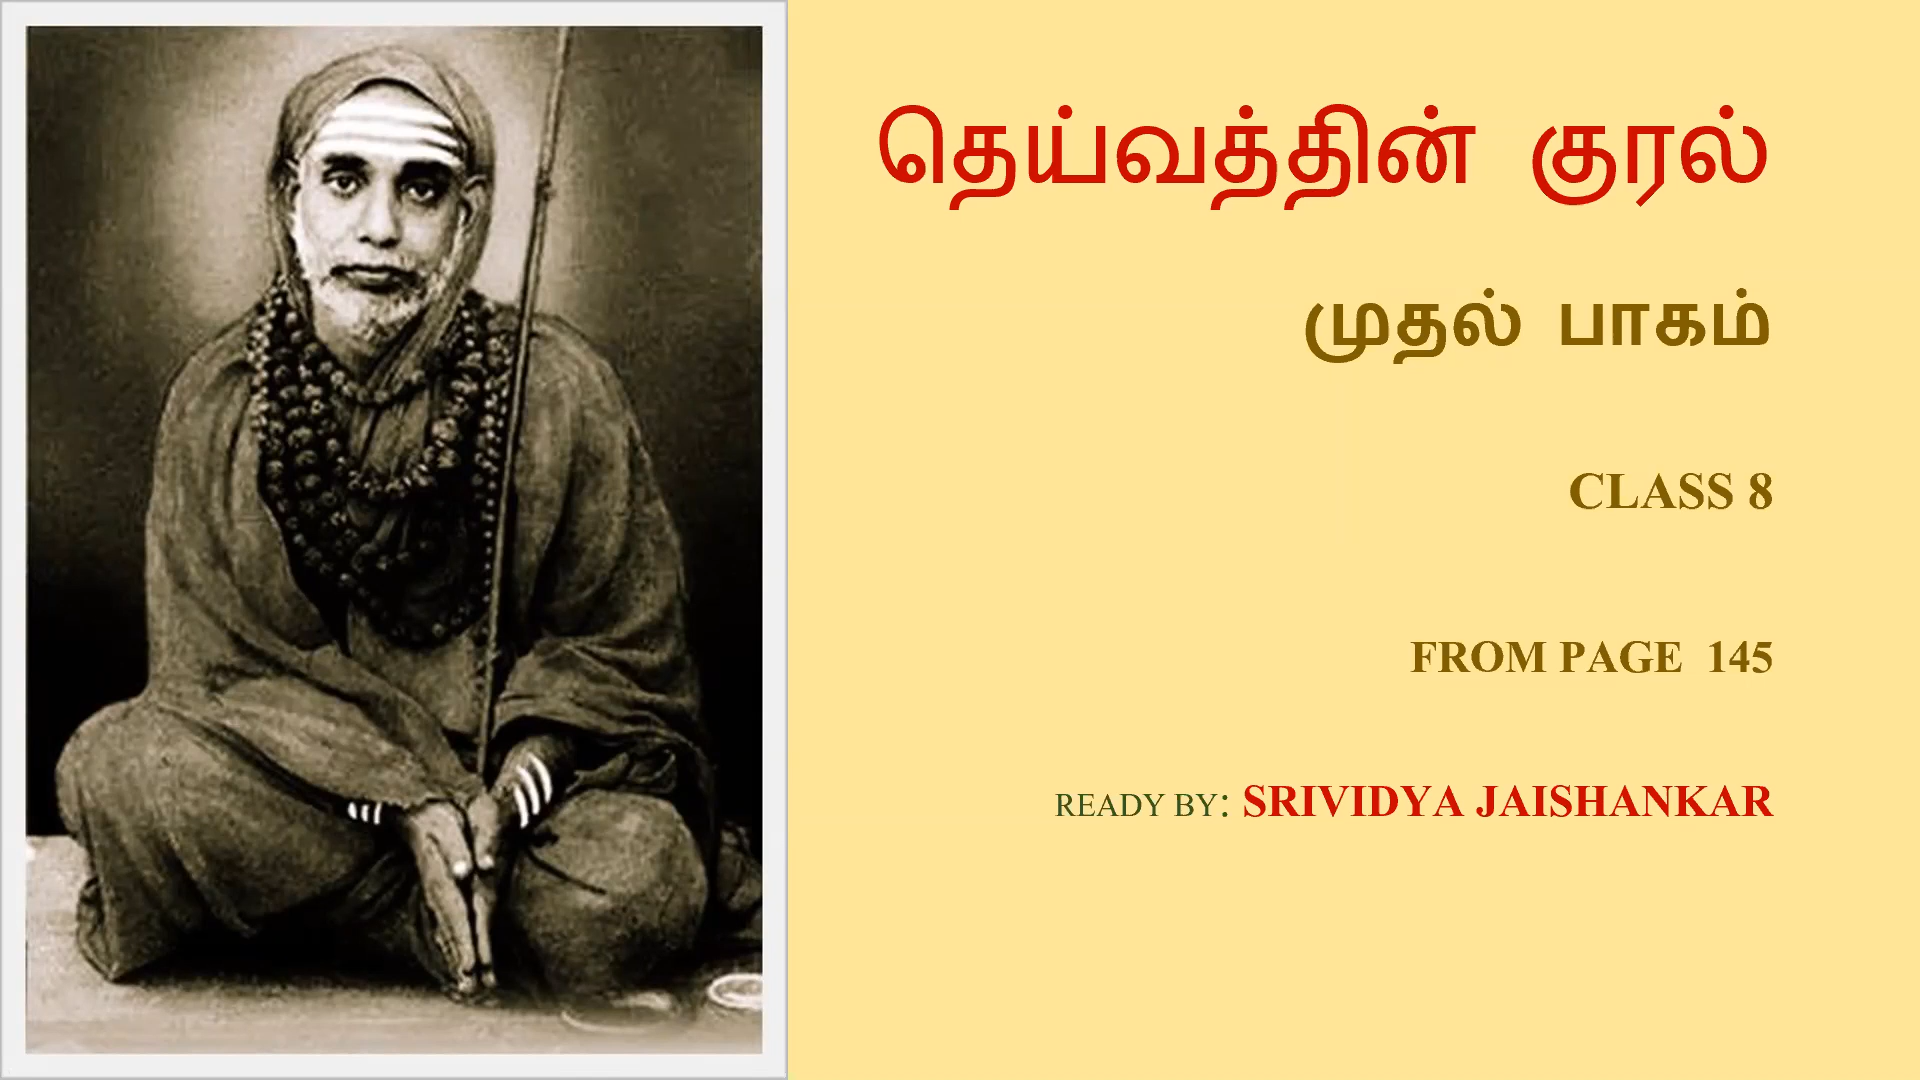 தெய்வத்தின் குரல்
முதல் பாகம்
CLASS 8
FROM PAGE 145
READY BY: SRIVIDYA JAISHANKAR